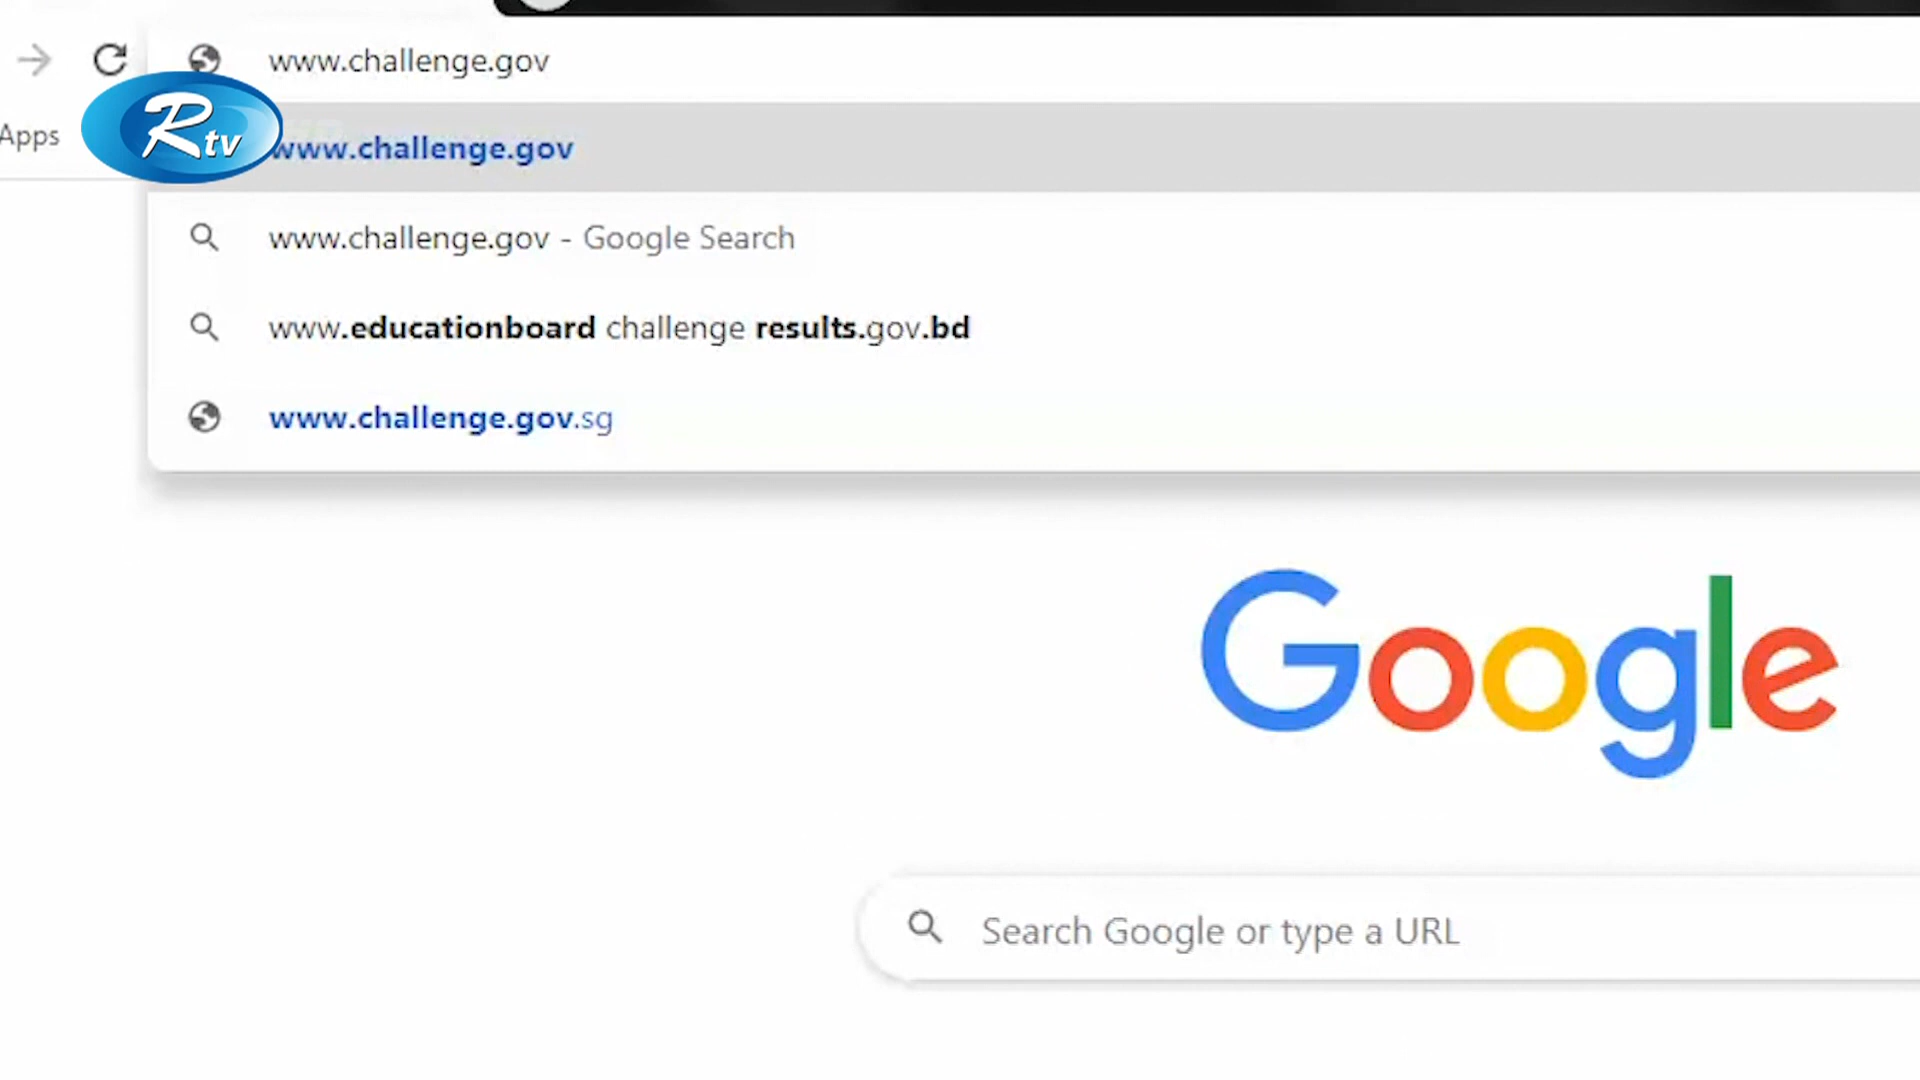 www.challenge.gov
Apps
Rtv
www.challenge.gov
www.challenge.gov - Google Search
www.educationboard challenge results.gov.bd
www.challenge.gov.sg
Google
Search Google or type a URL